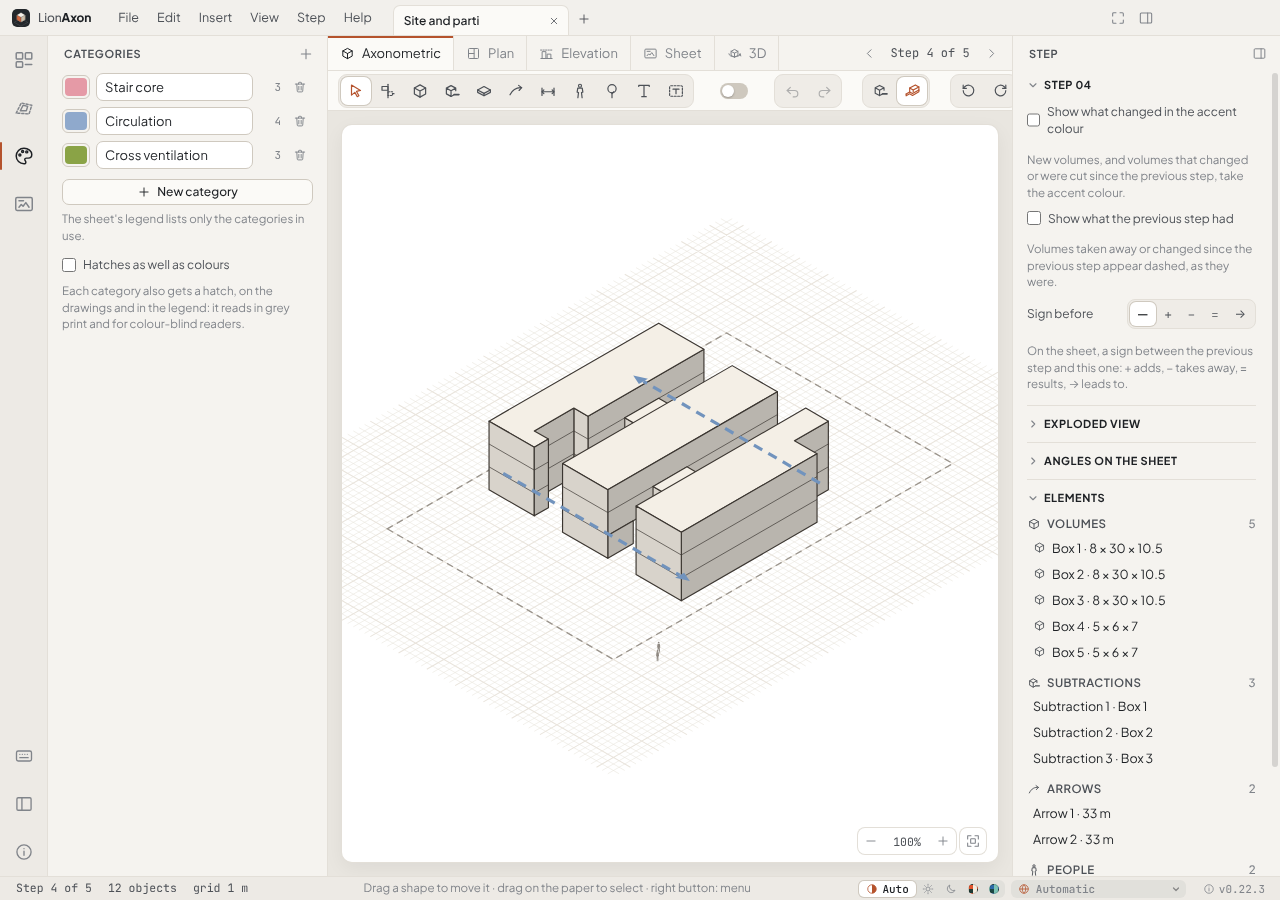 LionAxon File Edit Insert View Step Help Site and parti
CATEGORIES
Stair core 3
Circulation 4
Cross ventilation 3
New category
The sheet's legend lists only the categories in
use.
Hatches as well as colours
Each category also gets a hatch, on the
drawings and in the legend: it reads in grey
print and for colour-blind readers.
Axonometric Plan Elevation Sheet 3D Step 4 of 5
100%
STEP
STEP 04
Show what changed in the accent
colour
New volumes, and volumes that changed
or were cut since the previous step, take
the accent colour.
Show what the previous step had
Volumes taken away or changed since the
previous step appear dashed, as they
were.
Sign before — + − = →
On the sheet, a sign between the previous
step and this one: + adds, − takes away, =
results, → leads to.
EXPLODED VIEW
ANGLES ON THE SHEET
ELEMENTS
VOLUMES 5
Box 1 · 8 × 30 × 10.5
Box 2 · 8 × 30 × 10.5
Box 3 · 8 × 30 × 10.5
Box 4 · 5 × 6 × 7
Box 5 · 5 × 6 × 7
SUBTRACTIONS 3
Subtraction 1 · Box 1
Subtraction 2 · Box 2
Subtraction 3 · Box 3
ARROWS 2
Arrow 1 · 33 m
Arrow 2 · 33 m
PEOPLE 2
Step 4 of 5 12 objects grid 1 m Drag a shape to move it · drag on the paper to select · right button: menu Auto Automatic v0.22.3